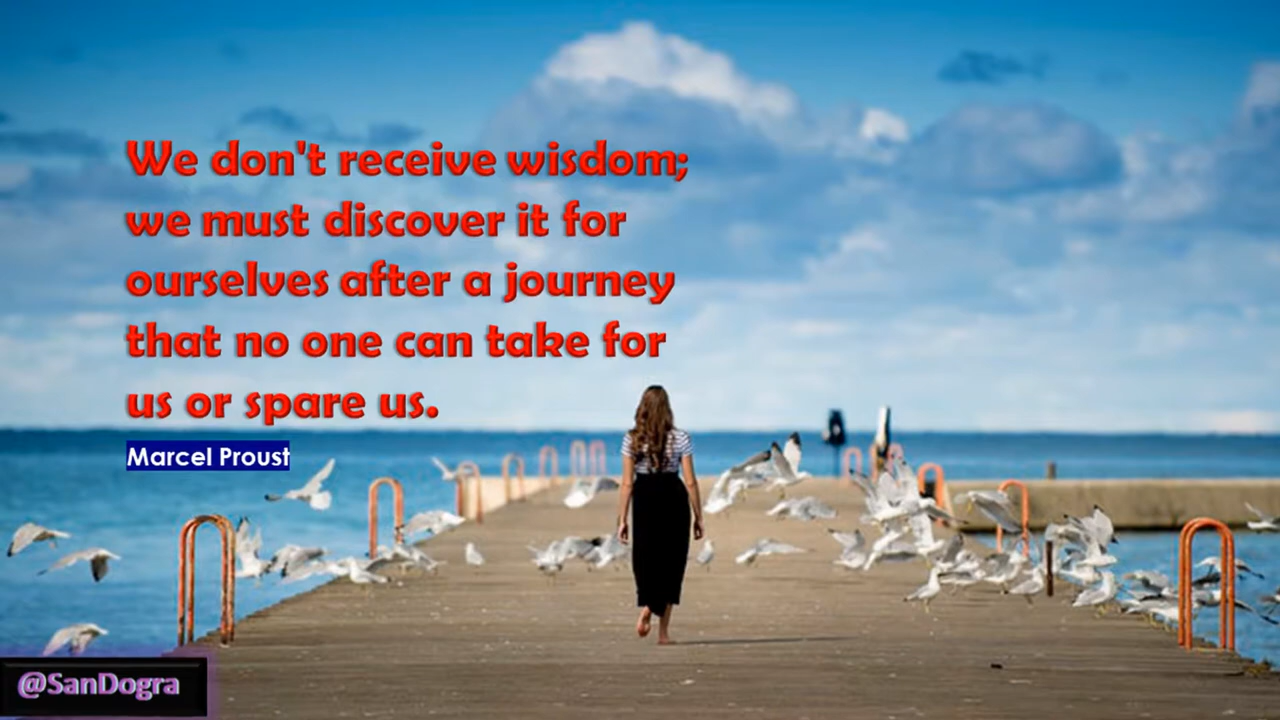 We don't receive wisdom;
we must discover it for
ourselves after a journey
that no one can take for
us or spare us.
Marcel Proust
@SanDogra